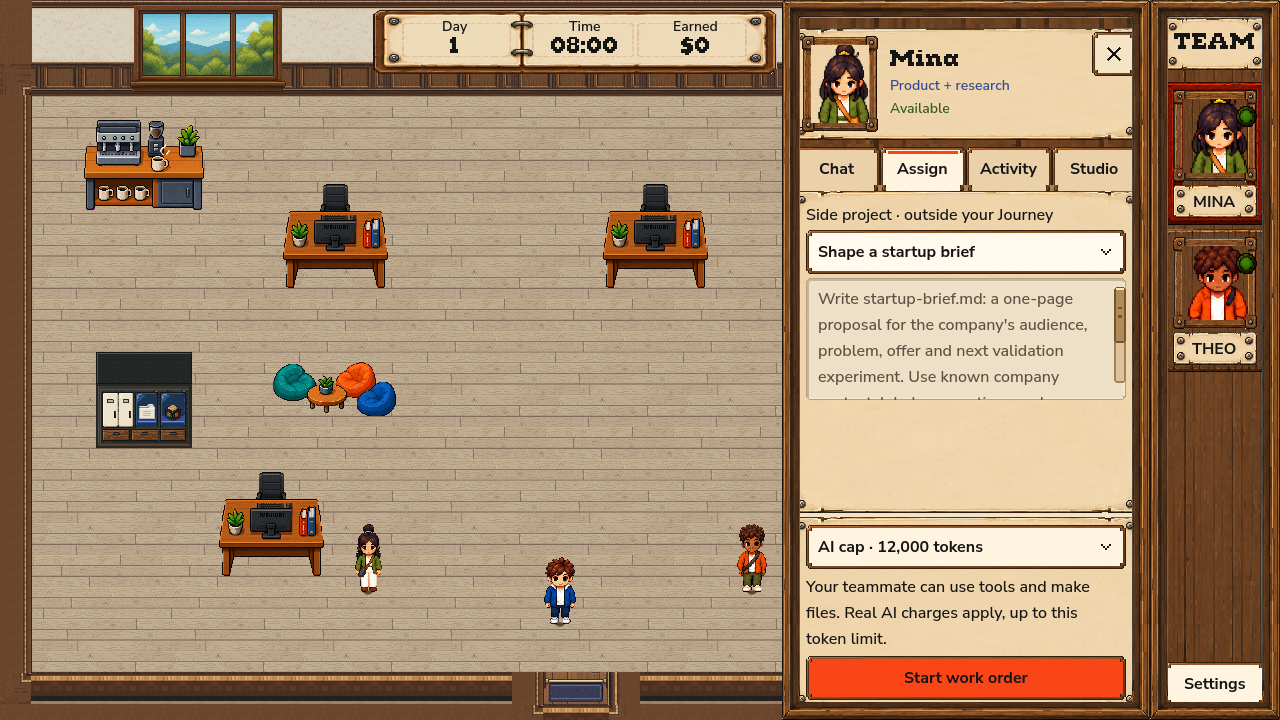 Day
1
Time
08:00
Earned
$0
Mina
Product + research
Available
Chat
Assign
Activity
Studio
Side project · outside your Journey
Shape a startup brief
Write startup-brief.md: a one-page
proposal for the company's audience,
problem, offer and next validation
experiment. Use known company
AI cap · 12,000 tokens
Your teammate can use tools and make
files. Real AI charges apply, up to this
token limit.
Start work order
TEAM
MINA
THEO
Settings